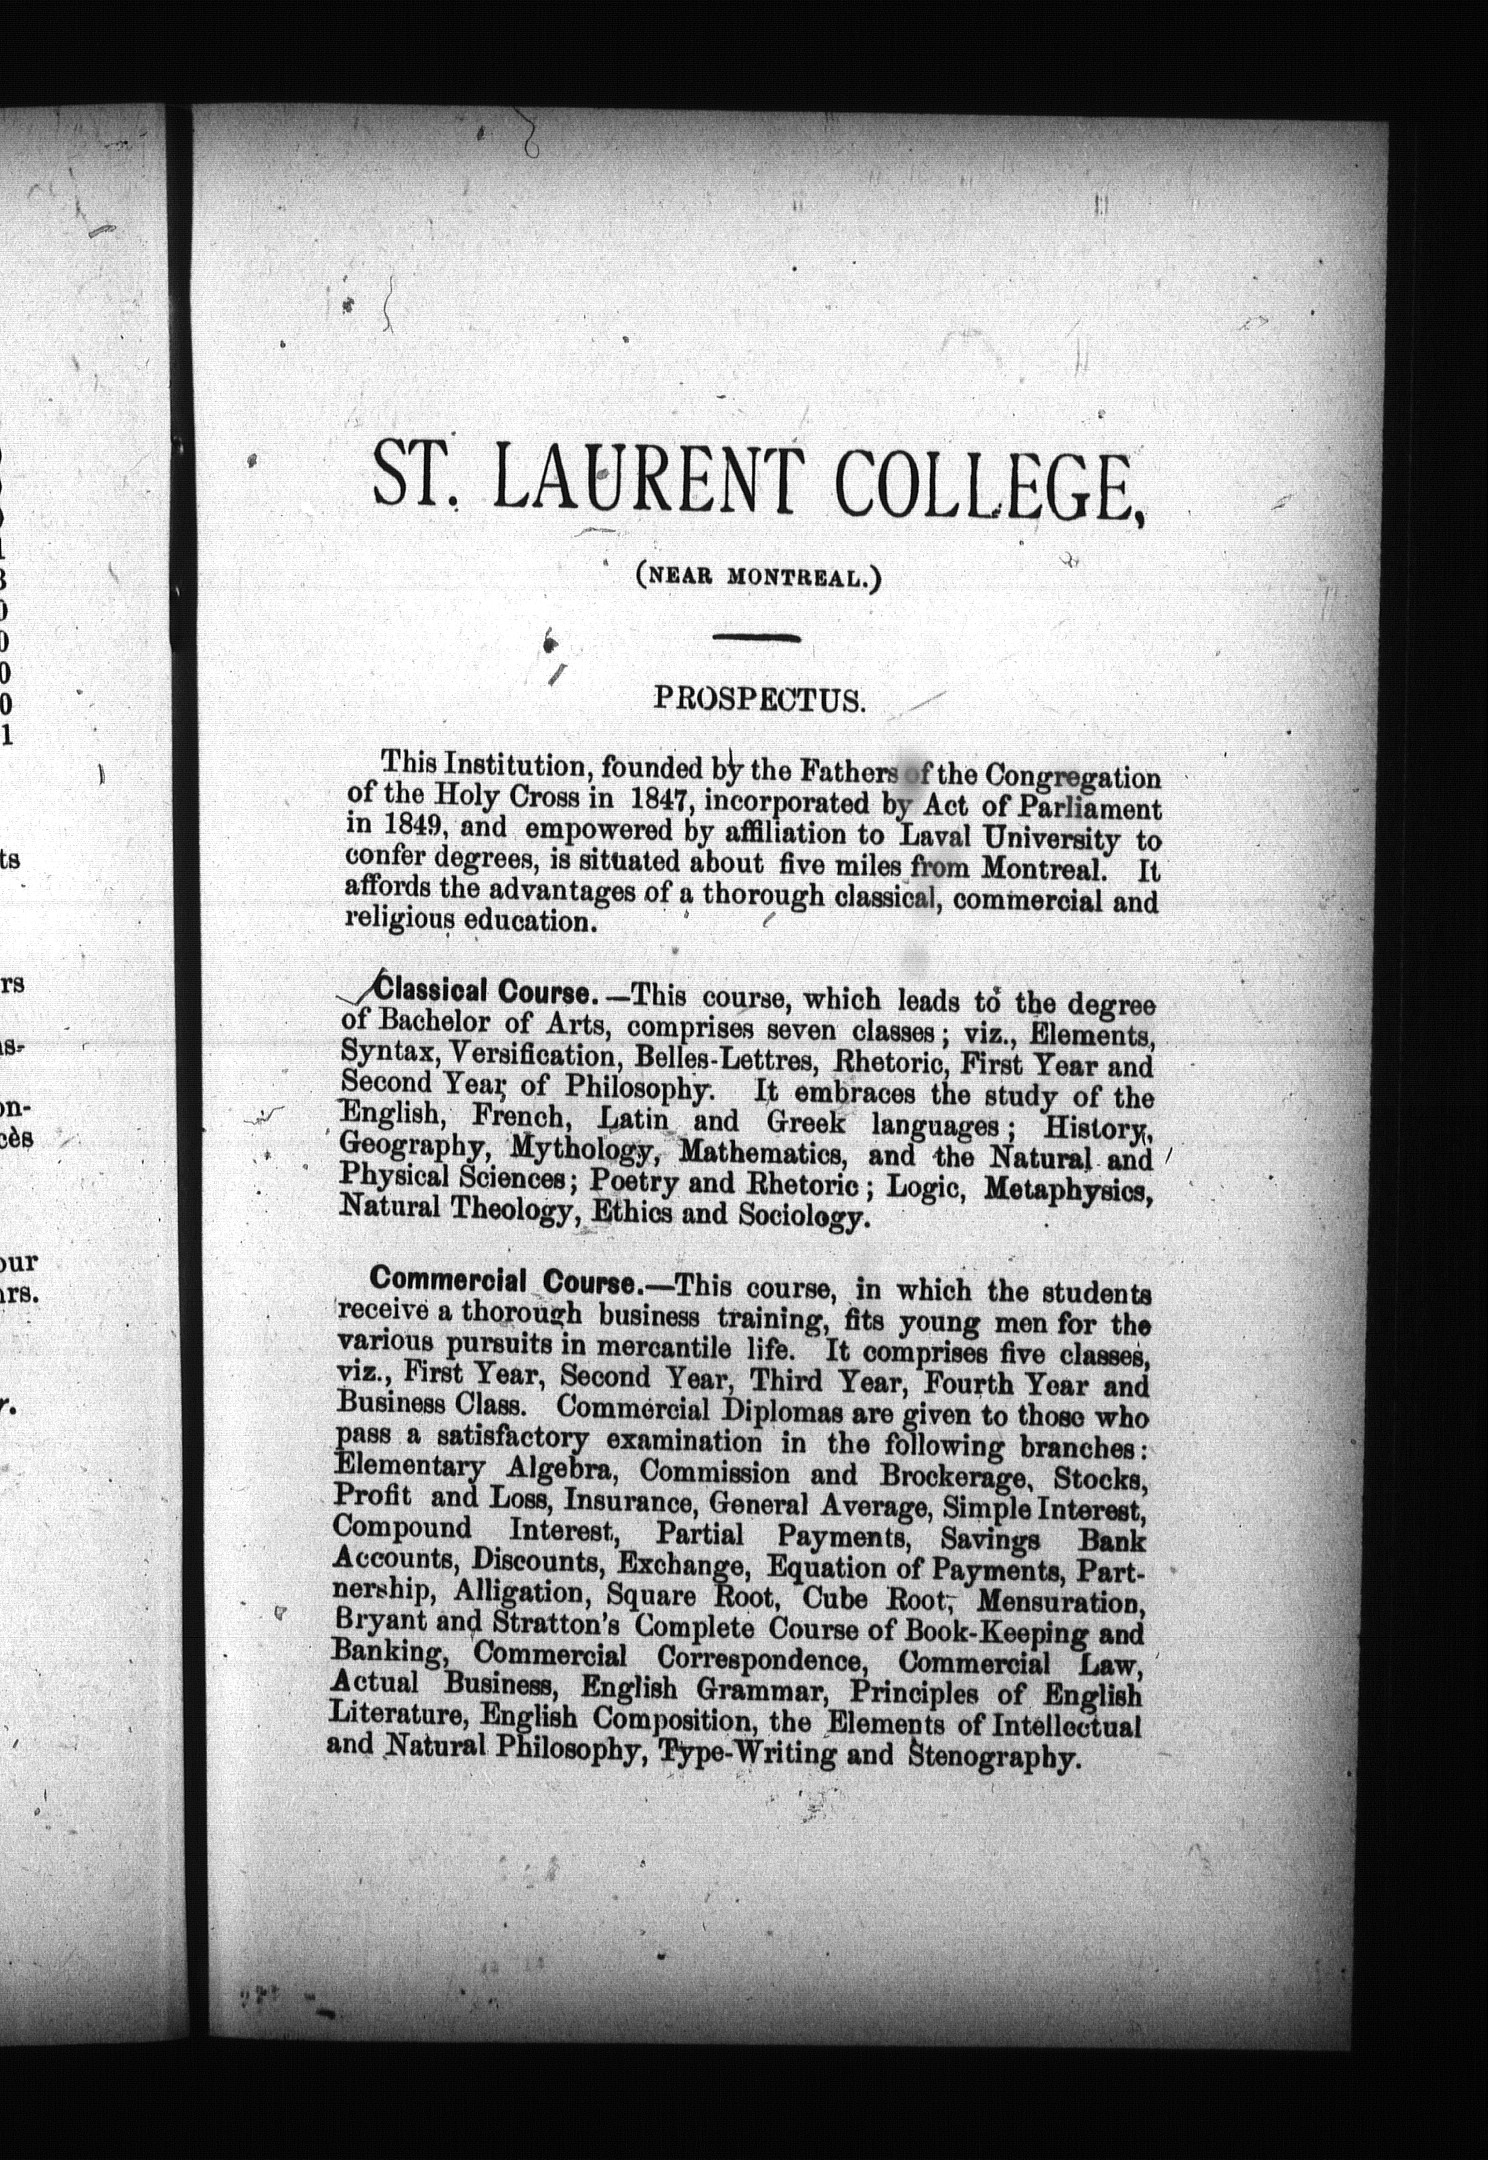 ST. LAURENT COLLEGE,
(NEAR MONTREAL.)
PROSPECTUS.
This Institution, founded by the Fathers of the Congregation
of the Holy Cross in 1847, incorporated by Act of Parliament
in 1849, and empowered by affiliation to Laval University to
confer degrees, is situated about five miles from Montreal. It
affords the advantages of a thorough classical, commercial and
religious education.
Classical Course.—This course, which leads to the degree
of Bachelor of Arts, comprises seven classes; viz., Elements,
Syntax, Versification, Belles-Lettres, Rhetoric, First Year and
Second Year of Philosophy. It embraces the study of the
English, French, Latin and Greek languages; History,
Geography, Mythology, Mathematics, and the Natural and
Physical Sciences; Poetry and Rhetoric; Logic, Metaphysics,
Natural Theology, Ethics and Sociology.
Commercial Course.—This course, in which the students
receive a thorough business training, fits young men for the
various pursuits in mercantile life. It comprises five classes,
viz., First Year, Second Year, Third Year, Fourth Year and
Business Class. Commercial Diplomas are given to those who
pass a satisfactory examination in the following branches:
Elementary Algebra, Commission and Brockerage, Stocks,
Profit and Loss, Insurance, General Average, Simple Interest,
Compound Interest, Partial Payments, Savings Bank
Accounts, Discounts, Exchange, Equation of Payments, Part-
nership, Alligation, Square Root, Cube Root, Mensuration,
Bryant and Stratton's Complete Course of Book-Keeping and
Banking, Commercial Correspondence, Commercial Law,
Actual Business, English Grammar, Principles of English
Literature, English Composition, the Elements of Intellectual
and Natural Philosophy, Type-Writing and Stenography.